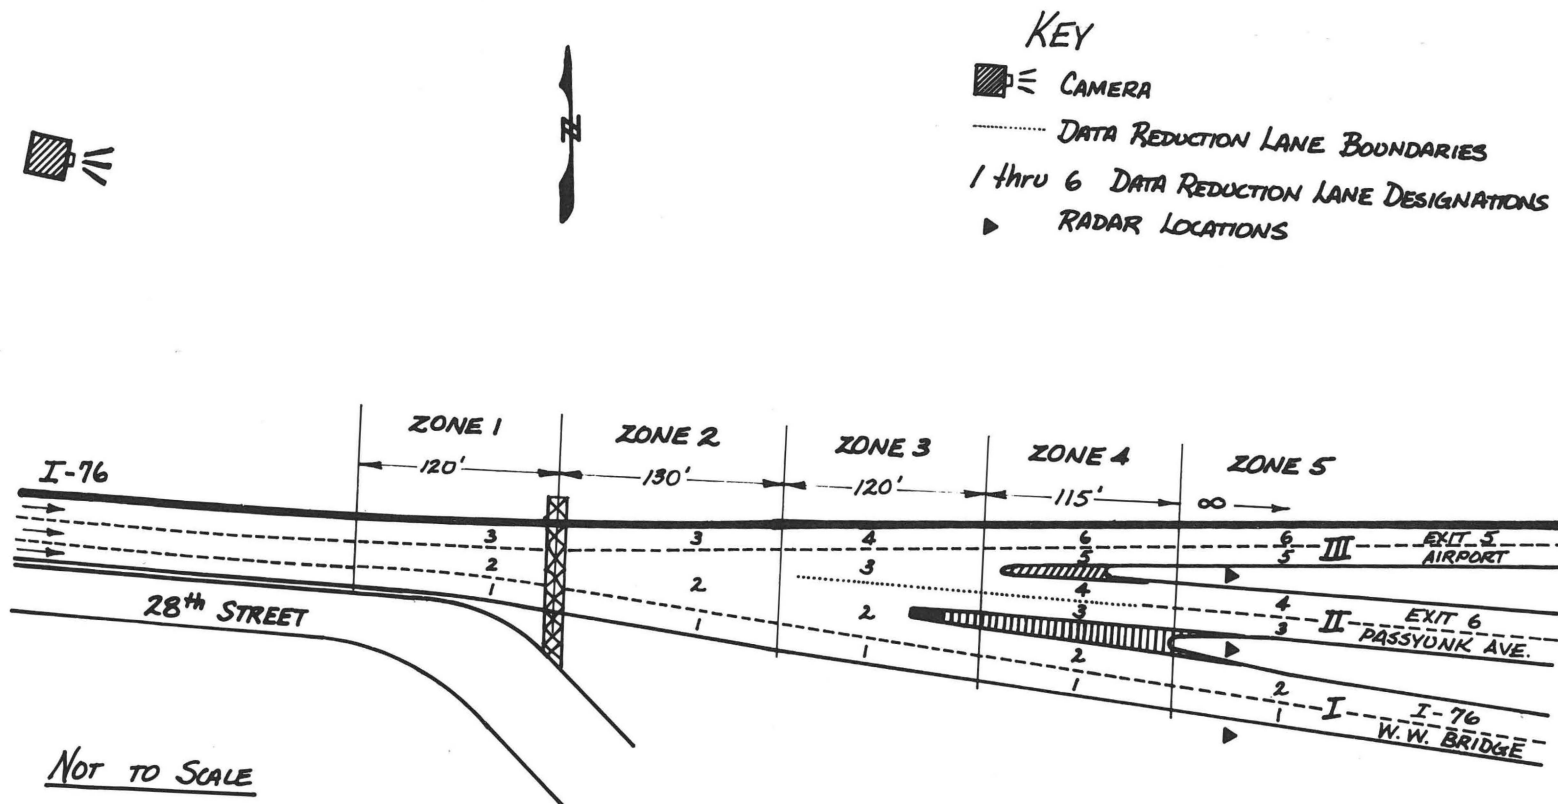 KEY
CAMERA
DATA REDUCTION LANE BOUNDARIES
1 thru 6 DATA REDUCTION LANE DESIGNATIONS
RADAR LOCATIONS
N
ZONE 1
ZONE 2
ZONE 3
ZONE 4
ZONE 5
120'
130'
120'
115'
∞
I-76
28th STREET
3
2
1
3
2
1
4
3
2
1
6
5
4
3
2
1
6
5
III
EXIT 5
AIRPORT
4
3
II
EXIT 6
PASSYUNK AVE.
2
1
I
I-76
W.W. BRIDGE
NOT TO SCALE